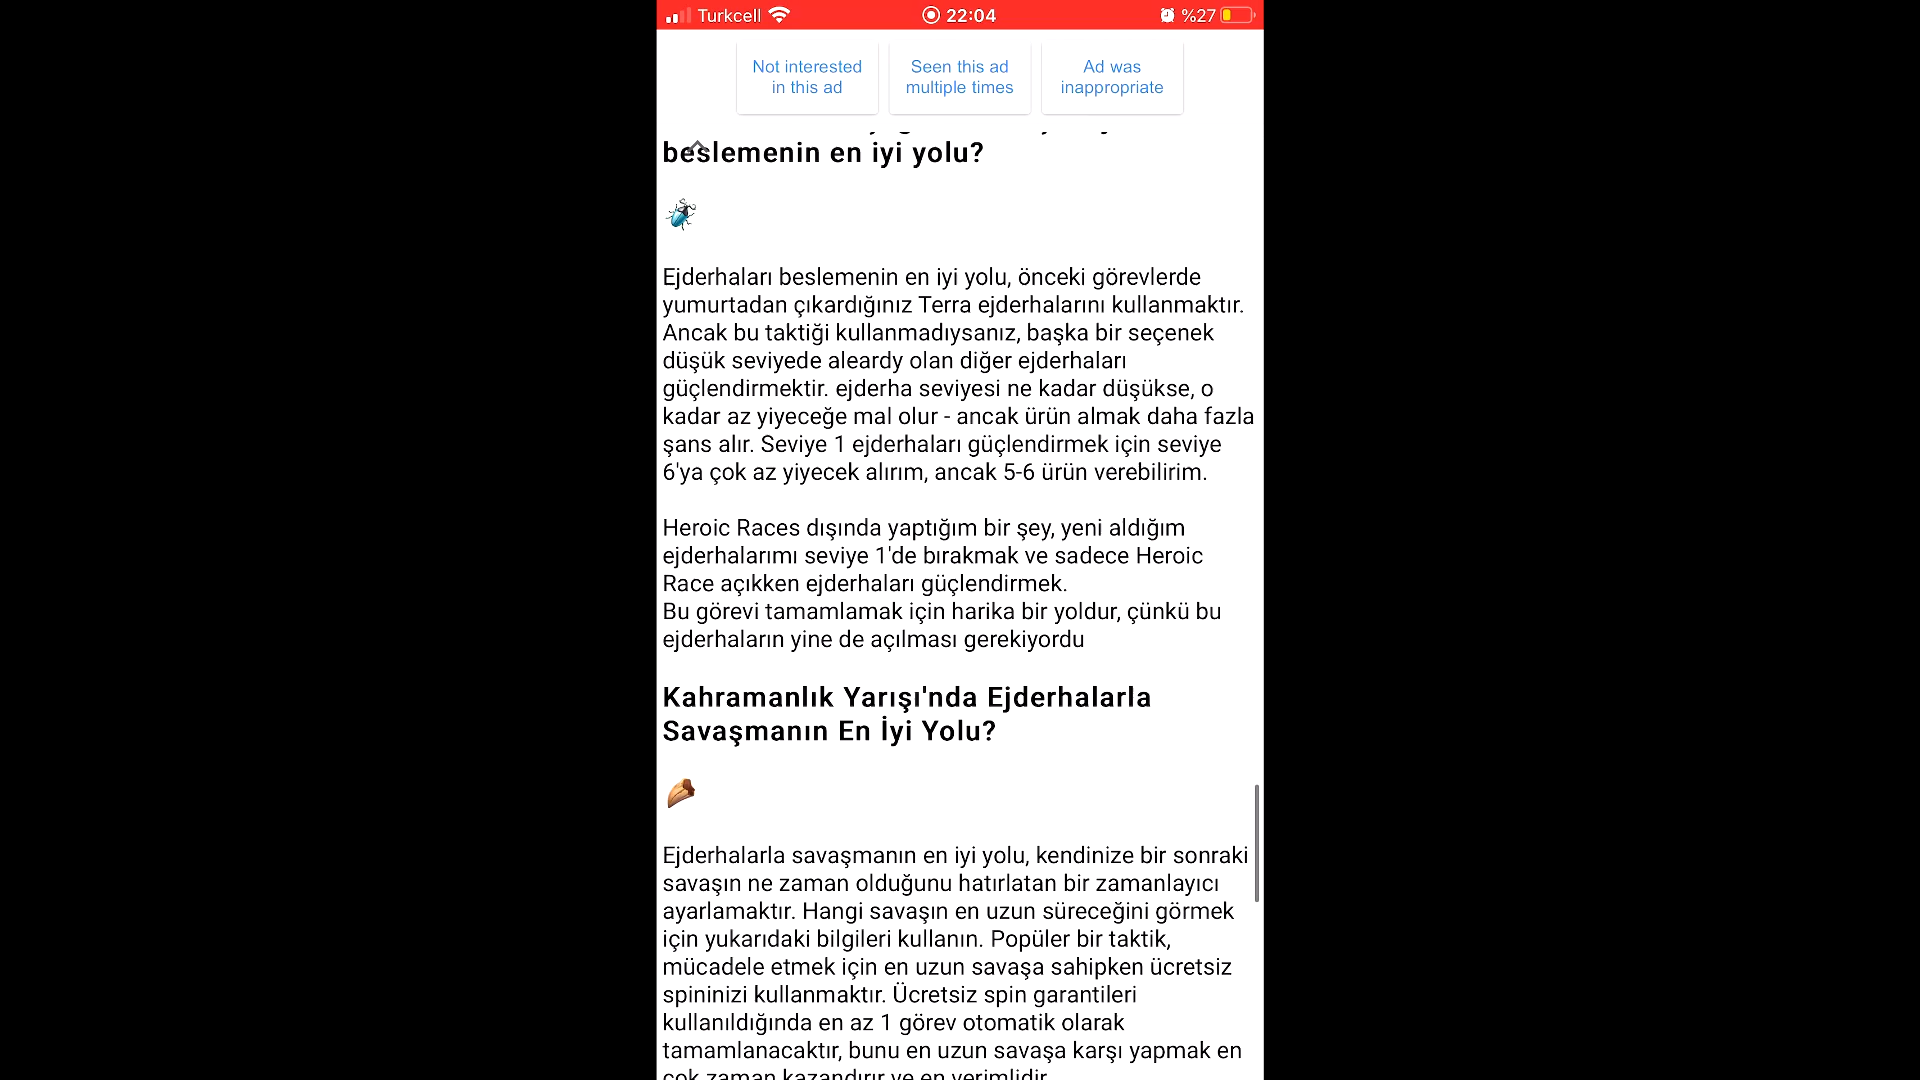 Turkcell
22:04
%27
Not interested
in this ad
Seen this ad
multiple times
Ad was
inappropriate
beslemenin en iyi yolu?
Ejderhaları beslemenin en iyi yolu, önceki görevlerde
yumurtadan çıkardığınız Terra ejderhalarını kullanmaktır.
Ancak bu taktiği kullanmadıysanız, başka bir seçenek
düşük seviyede aleardy olan diğer ejderhaları
güçlendirmektir. ejderha seviyesi ne kadar düşükse, o
kadar az yiyeceğe mal olur - ancak ürün almak daha fazla
şans alır. Seviye 1 ejderhaları güçlendirmek için seviye
6'ya çok az yiyecek alırım, ancak 5-6 ürün verebilirim.
Heroic Races dışında yaptığım bir şey, yeni aldığım
ejderhalarımı seviye 1'de bırakmak ve sadece Heroic
Race açıkken ejderhaları güçlendirmek.
Bu görevi tamamlamak için harika bir yoldur, çünkü bu
ejderhaların yine de açılması gerekiyordu
Kahramanlık Yarışı'nda Ejderhalarla
Savaşmanın En İyi Yolu?
Ejderhalarla savaşmanın en iyi yolu, kendinize bir sonraki
savaşın ne zaman olduğunu hatırlatan bir zamanlayıcı
ayarlamaktır. Hangi savaşın en uzun süreceğini görmek
için yukarıdaki bilgileri kullanın. Popüler bir taktik,
mücadele etmek için en uzun savaşa sahipken ücretsiz
spininizi kullanmaktır. Ücretsiz spin garantileri
kullanıldığında en az 1 görev otomatik olarak
tamamlanacaktır, bunu en uzun savaşa karşı yapmak en
çok zaman kazandırır ve en verimlidir.